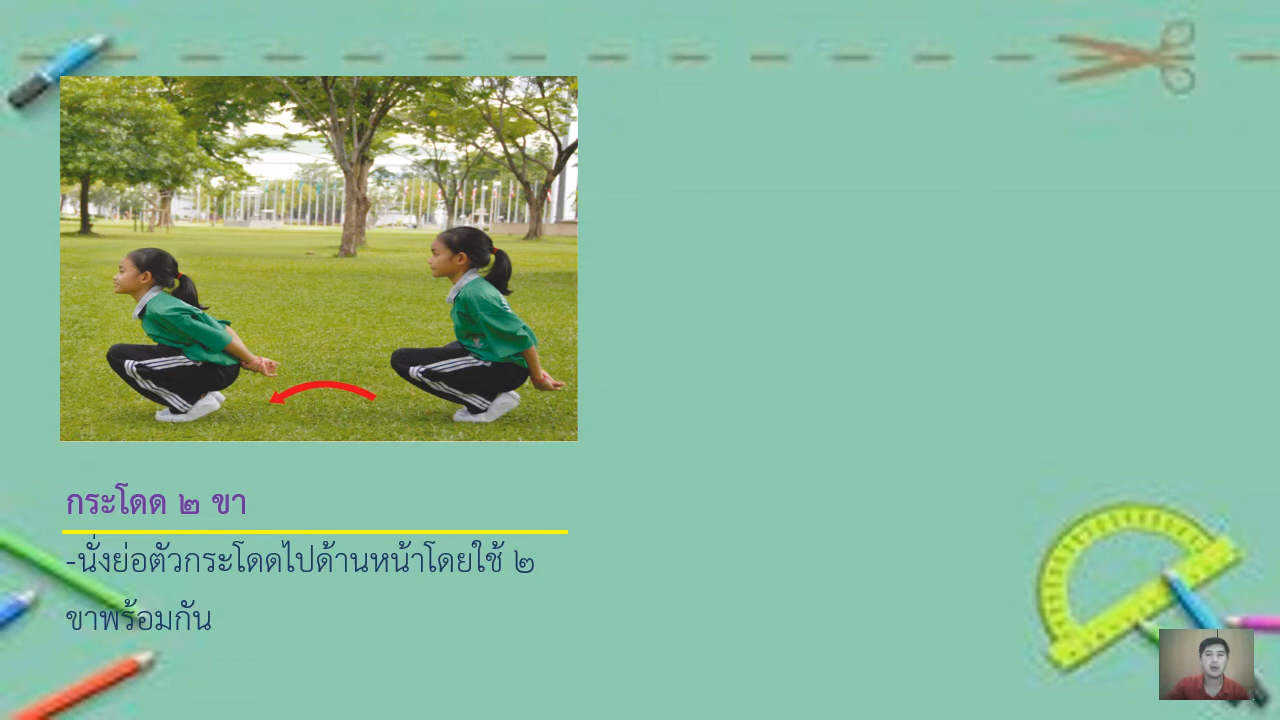 กระโดด ๒ ขา
-นั่งย่อตัวกระโดดไปด้านหน้าโดยใช้ ๒
ขาพร้อมกัน